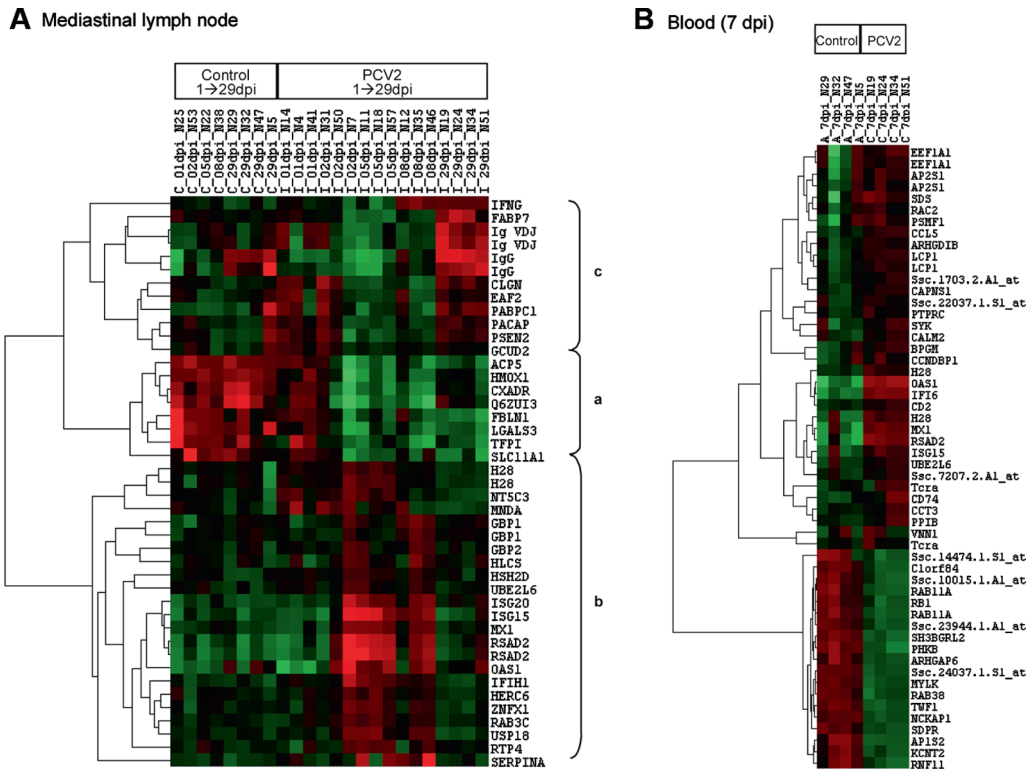 A Mediastinal lymph node
Control
1→29dpi
PCV2
1→29dpi
C_01dpi_N25
C_02dpi_N53
C_05dpi_N22
C_08dpi_N38
C_29dpi_N29
C_29dpi_N32
C_29dpi_N47
C_29dpi_N5
I_01dpi_N14
I_01dpi_N4
I_01dpi_N41
I_02dpi_N31
I_02dpi_N50
I_02dpi_N7
I_05dpi_N11
I_05dpi_N18
I_05dpi_N57
I_08dpi_N12
I_08dpi_N35
I_08dpi_N46
I_29dpi_N19
I_29dpi_N24
I_29dpi_N34
I_29dpi_N51
IFNG
FABP7
Ig VDJ
Ig VDJ
IgG
IgG
CLGN
EAF2
PABPC1
PACAP
PSEN2
GCUD2
ACP5
HMOX1
CXADR
Q6ZUI3
FBLN1
LGALS3
TFPI
SLC11A1
H28
H28
NT5C3
MNDA
GBP1
GBP1
GBP2
HLCS
HSH2D
UBE2L6
ISG20
ISG15
MX1
RSAD2
RSAD2
OAS1
IFIH1
HERC6
ZNFX1
RAB3C
USP18
RTP4
SERPINA
c
a
b
B Blood (7 dpi)
Control
PCV2
A_7dpi_N29
A_7dpi_N32
A_7dpi_N47
A_7dpi_N5
C_7dpi_N19
C_7dpi_N24
C_7dpi_N34
C_7dpi_N51
EEF1A1
EEF1A1
AP2S1
AP2S1
SDS
RAC2
PSMF1
CCL5
ARHGDIB
LCP1
LCP1
Ssc.1703.2.A1_at
CAPNS1
Ssc.22037.1.S1_at
PTPRC
SYK
CALM2
BPGM
CCNDBP1
H28
OAS1
IFI6
CD2
H28
MX1
RSAD2
ISG15
UBE2L6
Ssc.7207.2.A1_at
Tcra
CD74
CCT3
PPIB
VNN1
Tcra
Ssc.14474.1.S1_at
C1orf84
Ssc.10015.1.A1_at
RAB11A
RB1
RAB11A
Ssc.23944.1.A1_at
SH3BGRL2
PHKB
ARHGAP6
Ssc.24037.1.S1_at
MYLK
RAB38
TWF1
NCKAP1
SDPR
AP1S2
KCNT2
RNF11